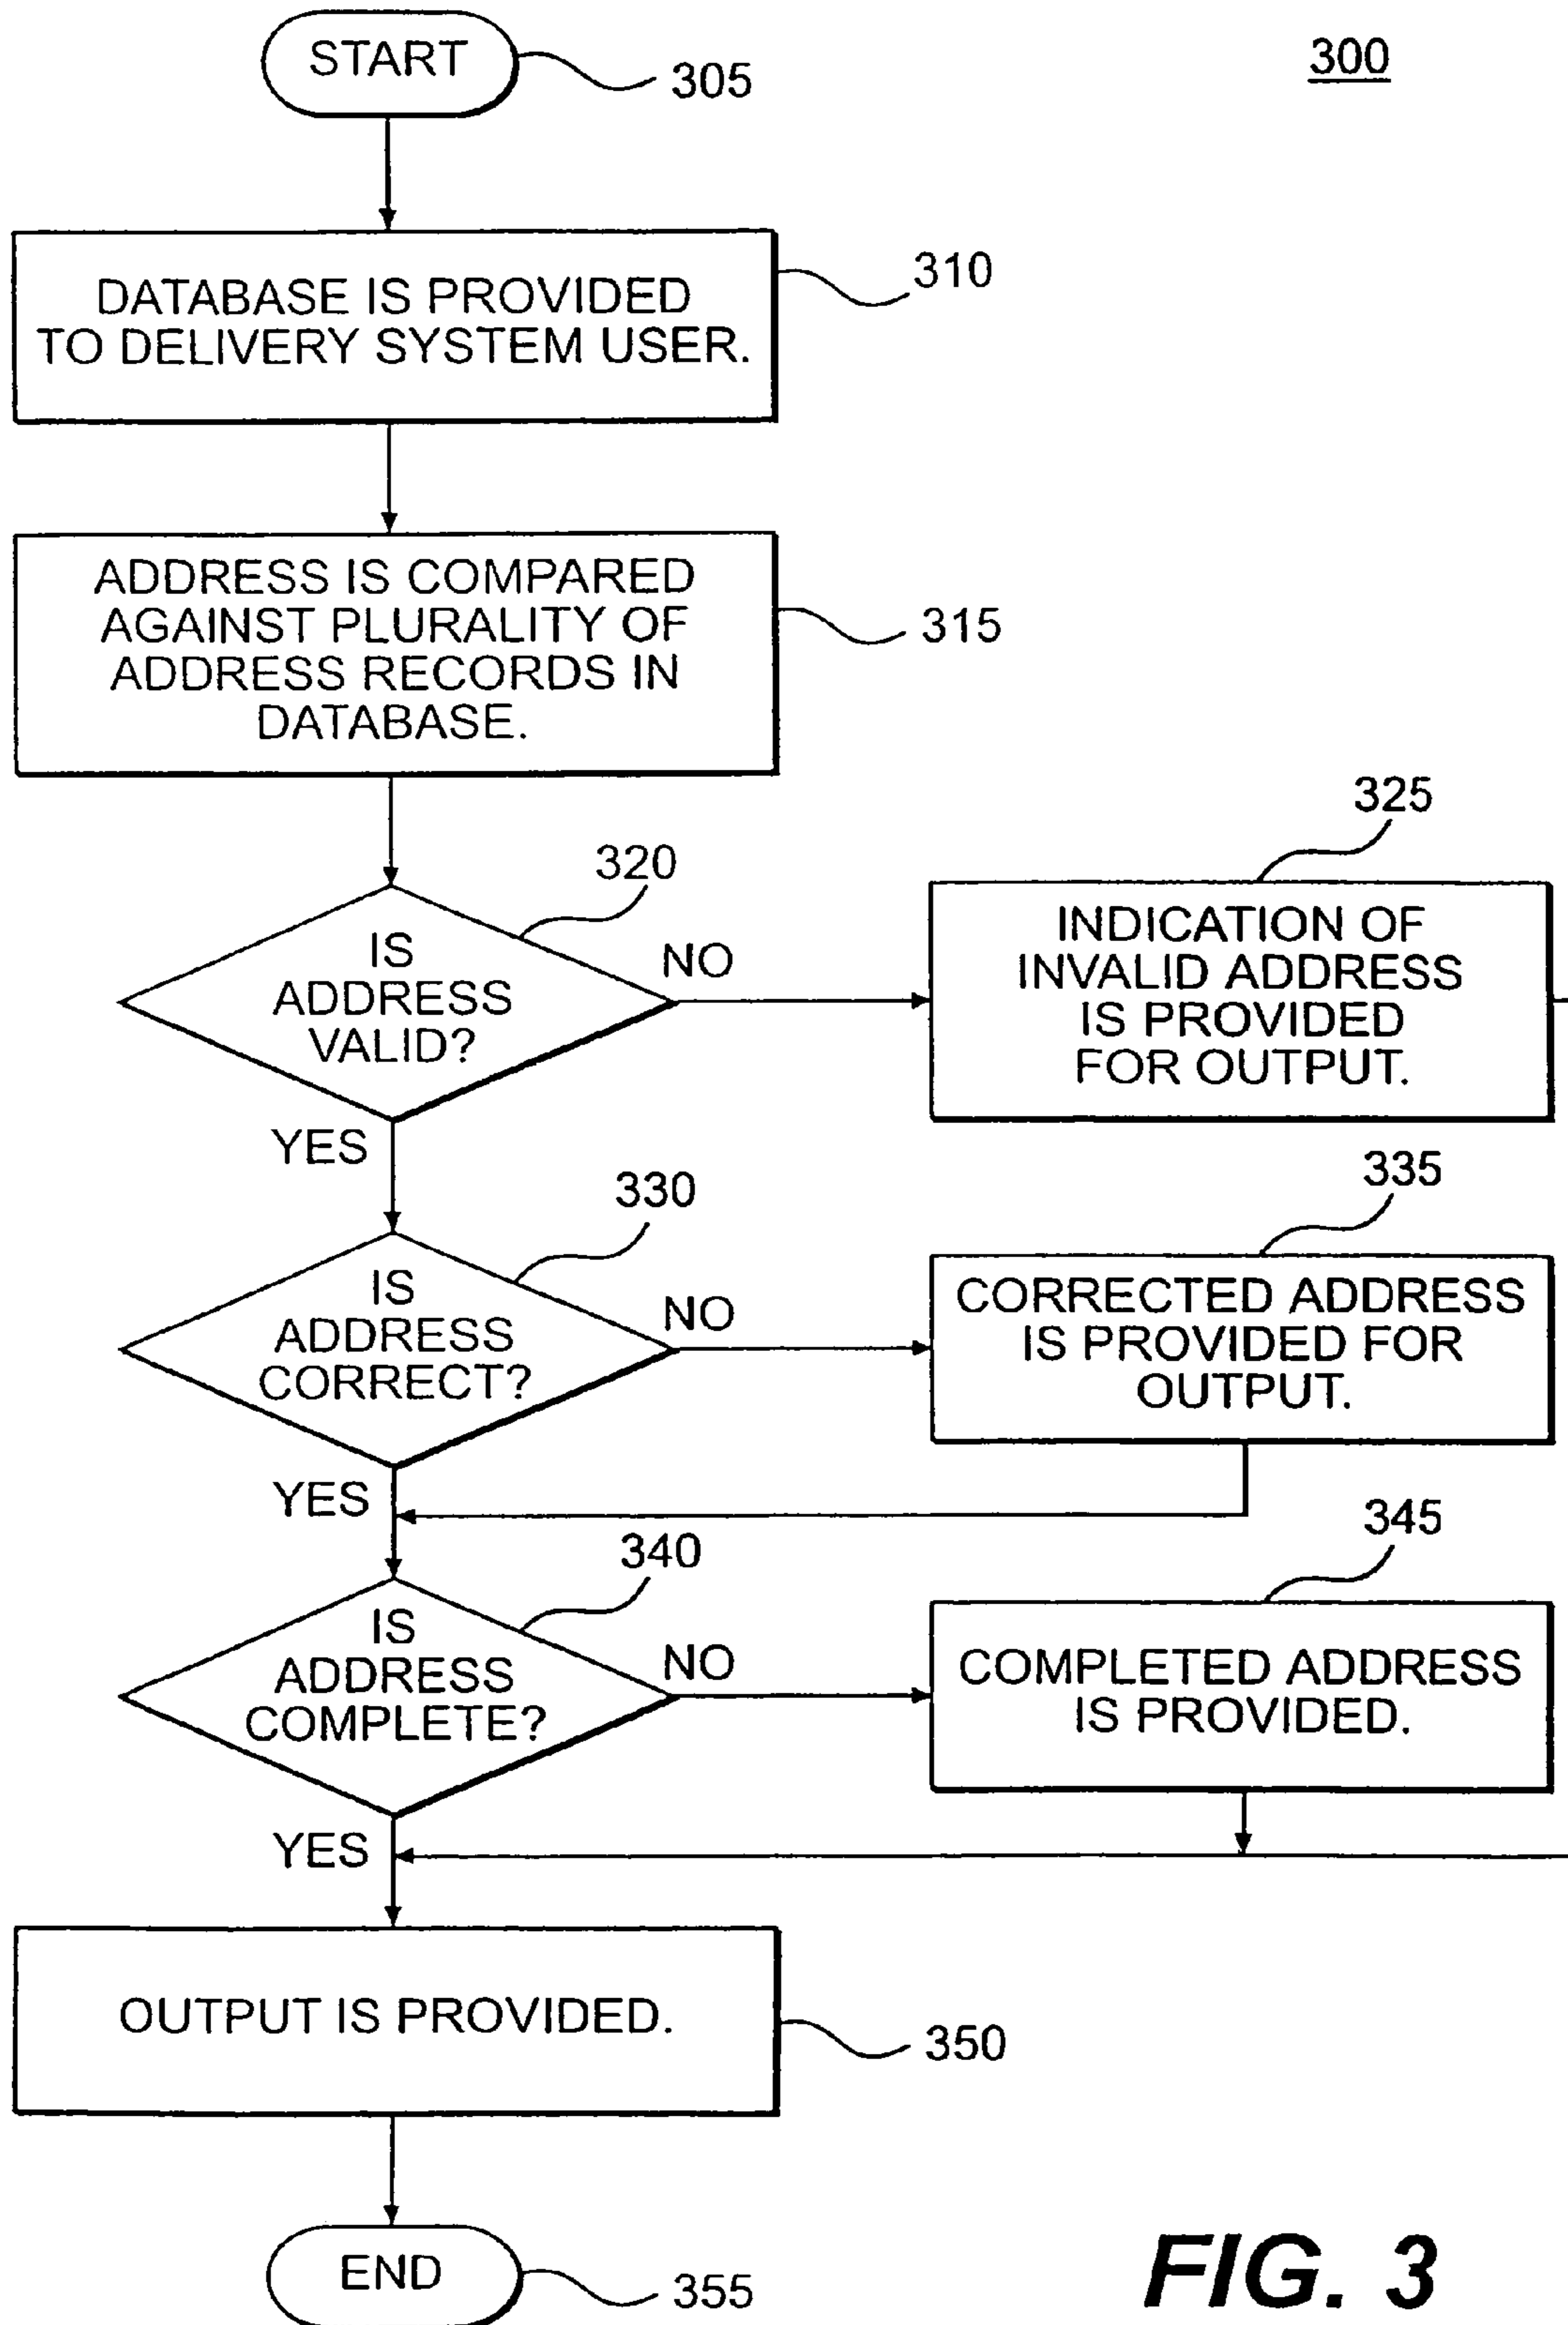 START
305
300
DATABASE IS PROVIDED
TO DELIVERY SYSTEM USER.
310
ADDRESS IS COMPARED
AGAINST PLURALITY OF
ADDRESS RECORDS IN
DATABASE.
315
IS
ADDRESS
VALID?
320
NO
YES
INDICATION OF
INVALID ADDRESS
IS PROVIDED
FOR OUTPUT.
325
IS
ADDRESS
CORRECT?
330
NO
YES
CORRECTED ADDRESS
IS PROVIDED FOR
OUTPUT.
335
IS
ADDRESS
COMPLETE?
340
NO
YES
COMPLETED ADDRESS
IS PROVIDED.
345
OUTPUT IS PROVIDED.
350
END
355
FIG. 3